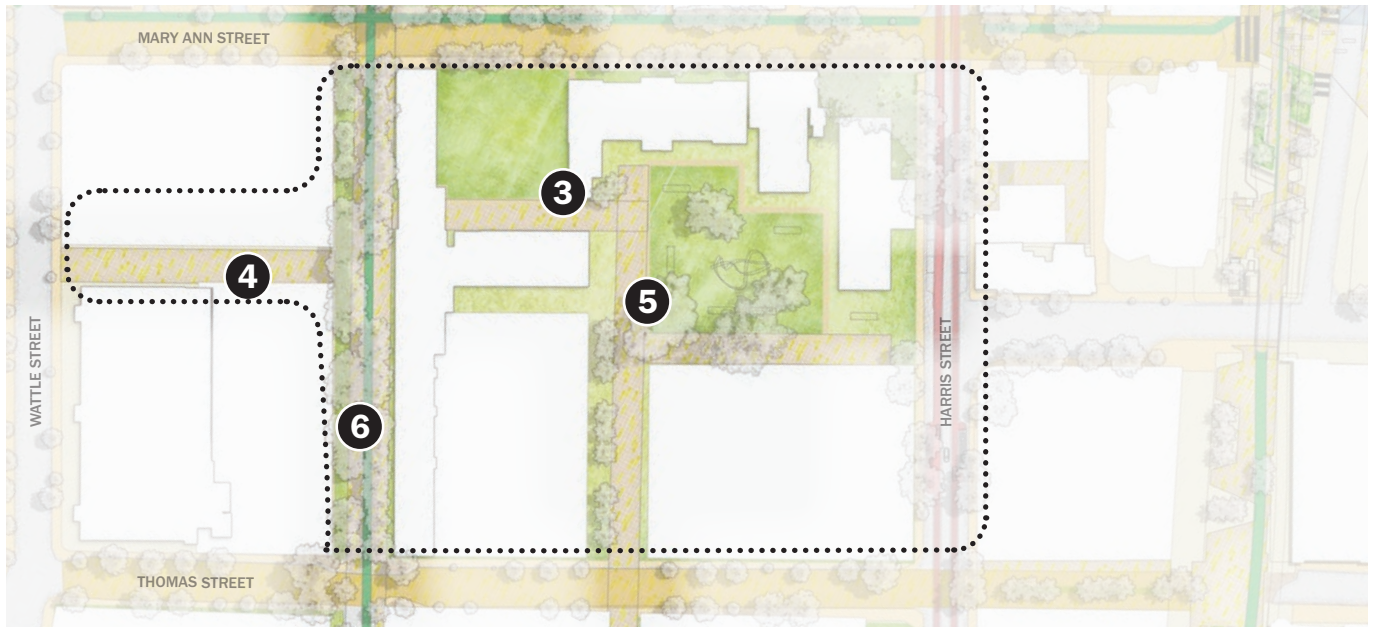 MARY ANN STREET
3
4
5
WATTLE STREET
HARRIS STREET
6
THOMAS STREET